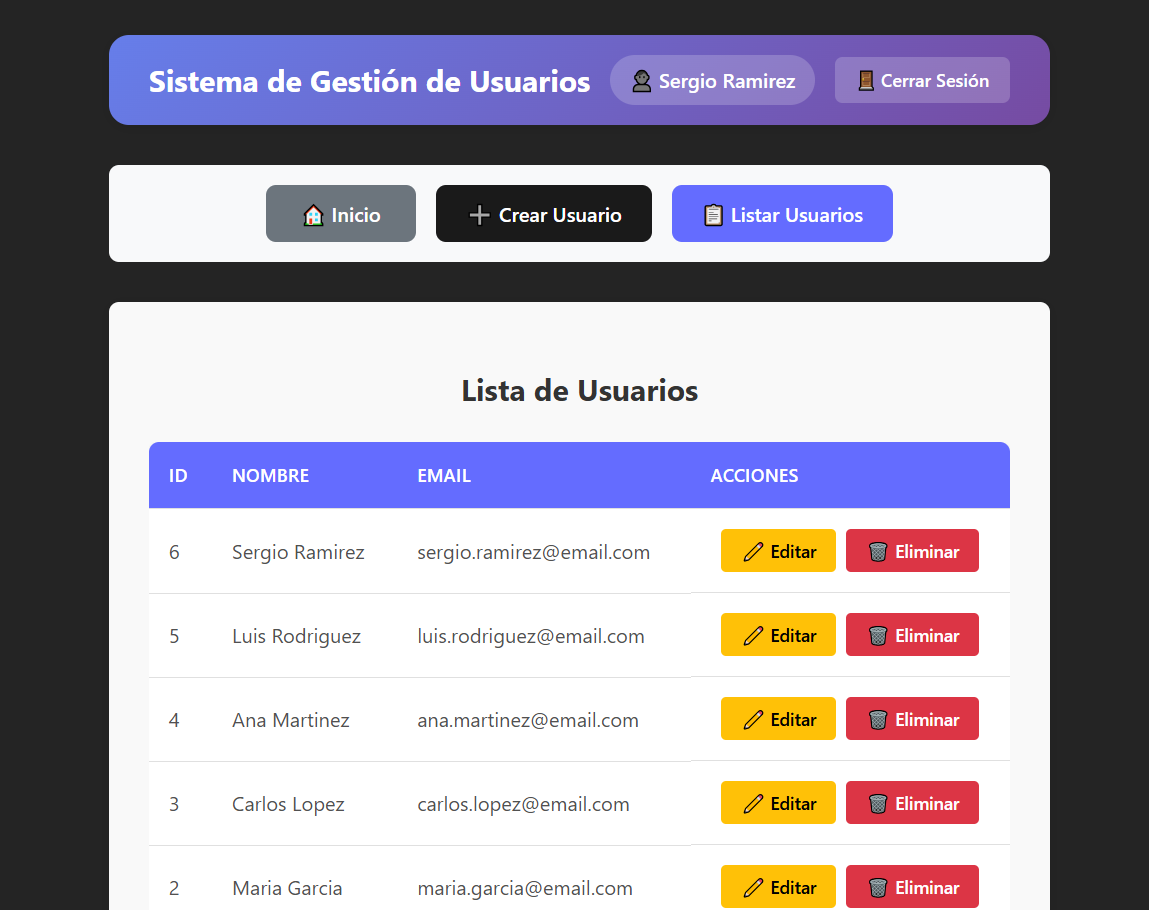 Sistema de Gestión de Usuarios Sergio Ramirez Cerrar Sesión
Inicio Crear Usuario Listar Usuarios
Lista de Usuarios
ID NOMBRE EMAIL ACCIONES
6 Sergio Ramirez sergio.ramirez@email.com Editar Eliminar
5 Luis Rodriguez luis.rodriguez@email.com Editar Eliminar
4 Ana Martinez ana.martinez@email.com Editar Eliminar
3 Carlos Lopez carlos.lopez@email.com Editar Eliminar
2 Maria Garcia maria.garcia@email.com Editar Eliminar